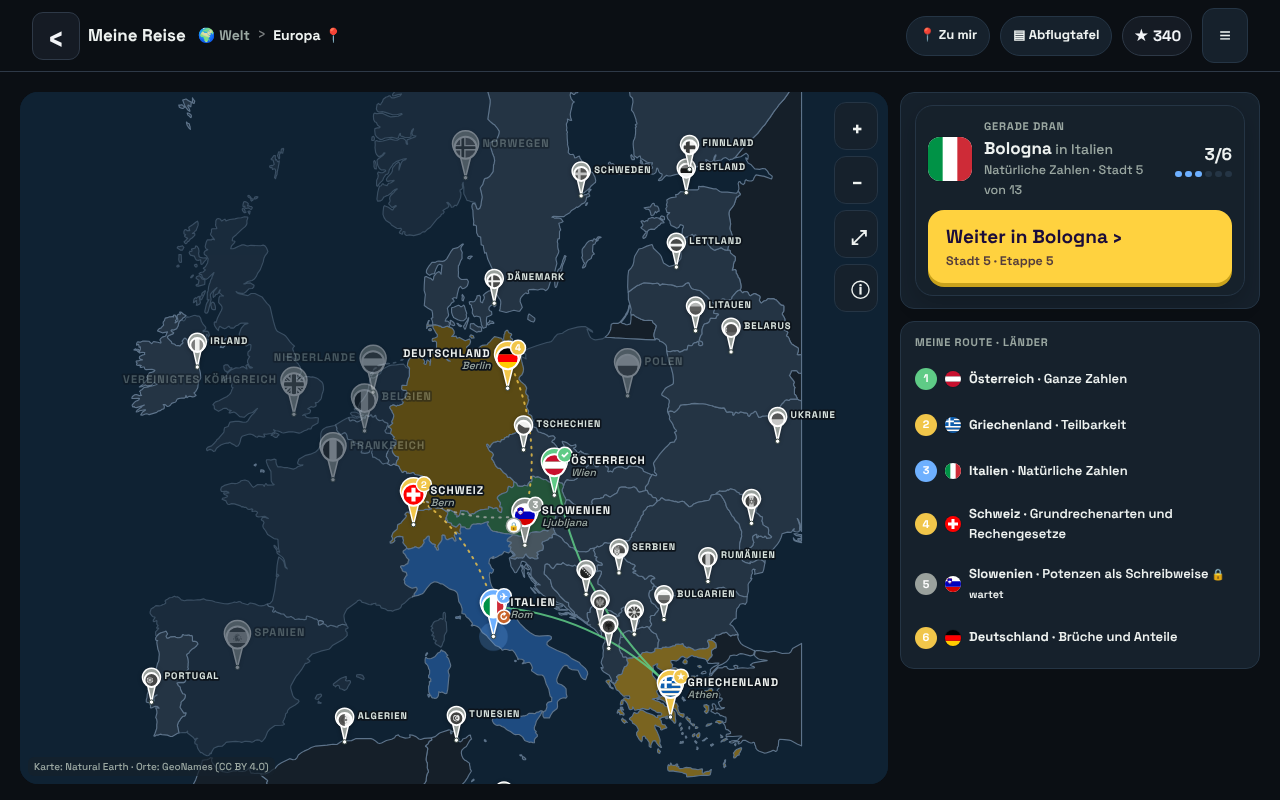 <
Meine Reise
Welt > Europa
Zu mir
Abflugtafel
★ 340
≡
NORWEGEN
FINNLAND
SCHWEDEN
ESTLAND
LETTLAND
DÄNEMARK
LITAUEN
BELARUS
IRLAND
NIEDERLANDE
DEUTSCHLAND
4
Berlin
POLEN
VEREINIGTES KÖNIGREICH
BELGIEN
UKRAINE
TSCHECHIEN
FRANKREICH
ÖSTERREICH
Wien
2
SCHWEIZ
Bern
3
SLOWENIEN
Ljubljana
SERBIEN
RUMÄNIEN
BULGARIEN
ITALIEN
Rom
SPANIEN
PORTUGAL
GRIECHENLAND
Athen
ALGERIEN
TUNESIEN
Karte: Natural Earth · Orte: GeoNames (CC BY 4.0)
+
−
GERADE DRAN
Bologna in Italien
Natürliche Zahlen · Stadt 5
von 13
3/6
Weiter in Bologna >
Stadt 5 · Etappe 5
MEINE ROUTE · LÄNDER
1 Österreich · Ganze Zahlen
2 Griechenland · Teilbarkeit
3 Italien · Natürliche Zahlen
4 Schweiz · Grundrechenarten und
Rechengesetze
5 Slowenien · Potenzen als Schreibweise
wartet
6 Deutschland · Brüche und Anteile